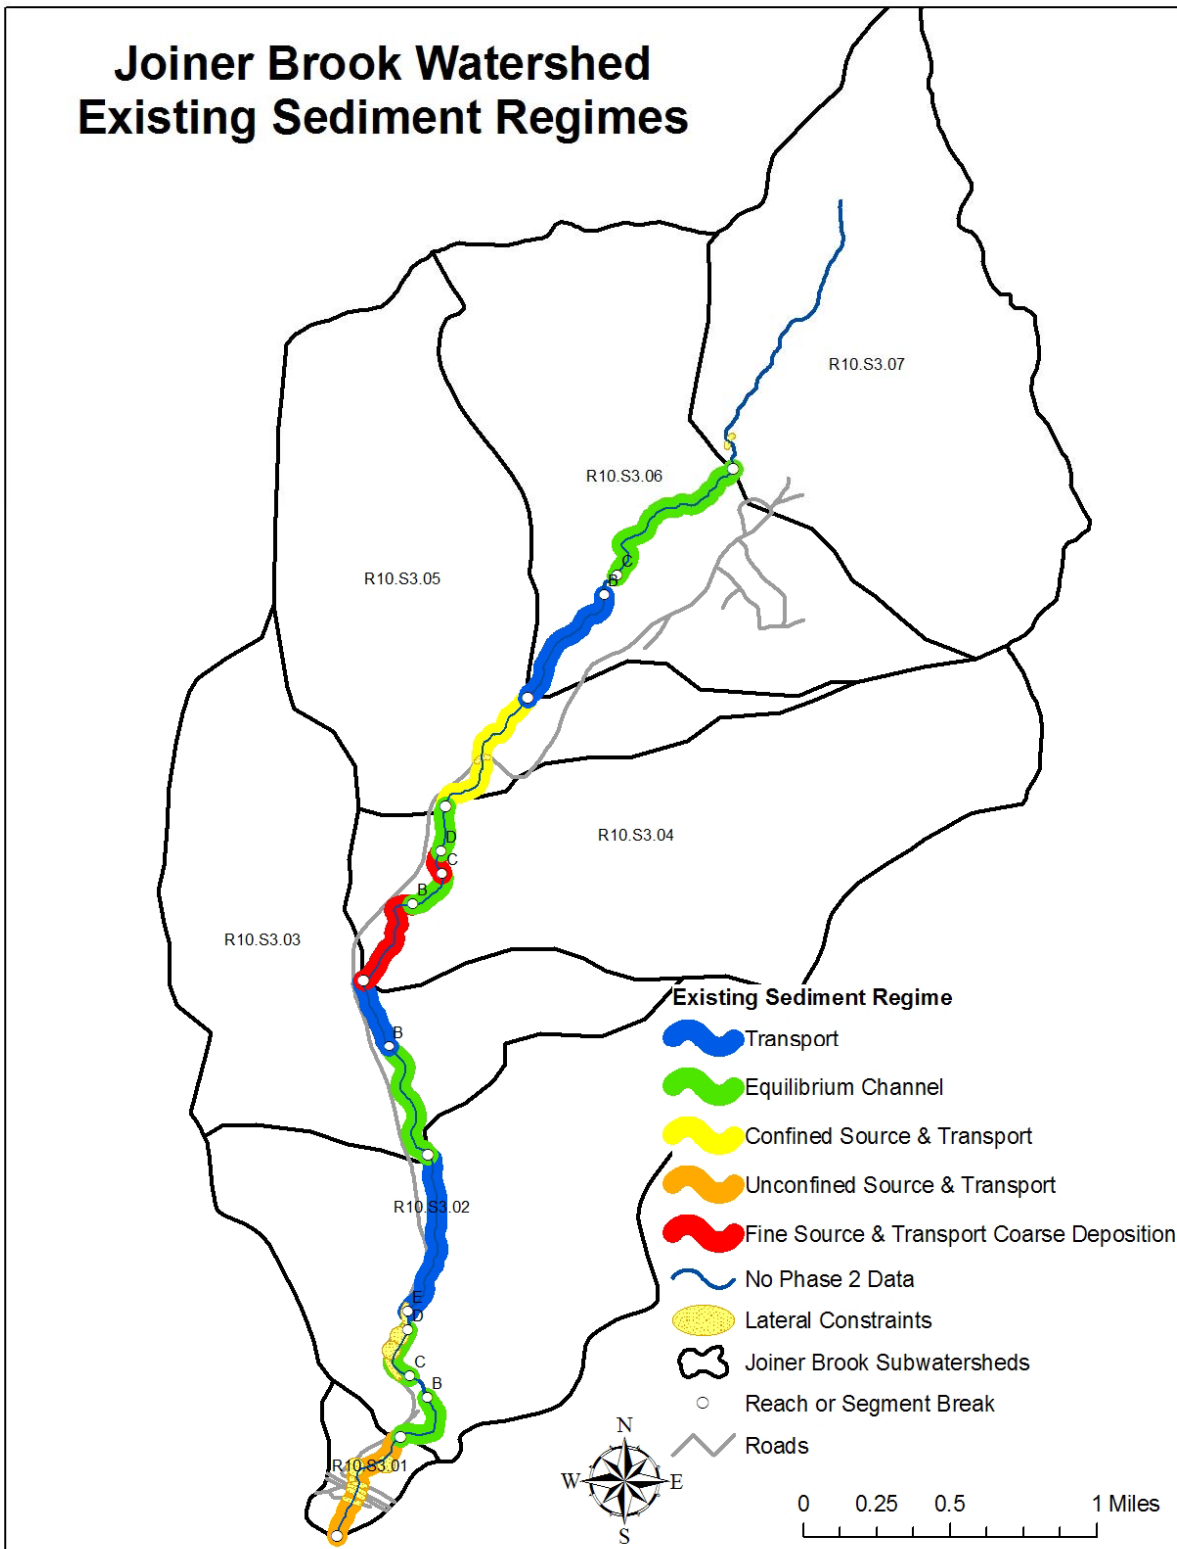 Joiner Brook Watershed
Existing Sediment Regimes
R10.S3.07
R10.S3.06
C
B
R10.S3.05
R10.S3.04
D
C
B
R10.S3.03
B
R10.S3.02
E
D
C
B
R10.S3.01
Existing Sediment Regime
Transport
Equilibrium Channel
Confined Source & Transport
Unconfined Source & Transport
Fine Source & Transport Coarse Deposition
No Phase 2 Data
Lateral Constraints
Joiner Brook Subwatersheds
Reach or Segment Break
Roads
N
W E
S
0 0.25 0.5 1 Miles